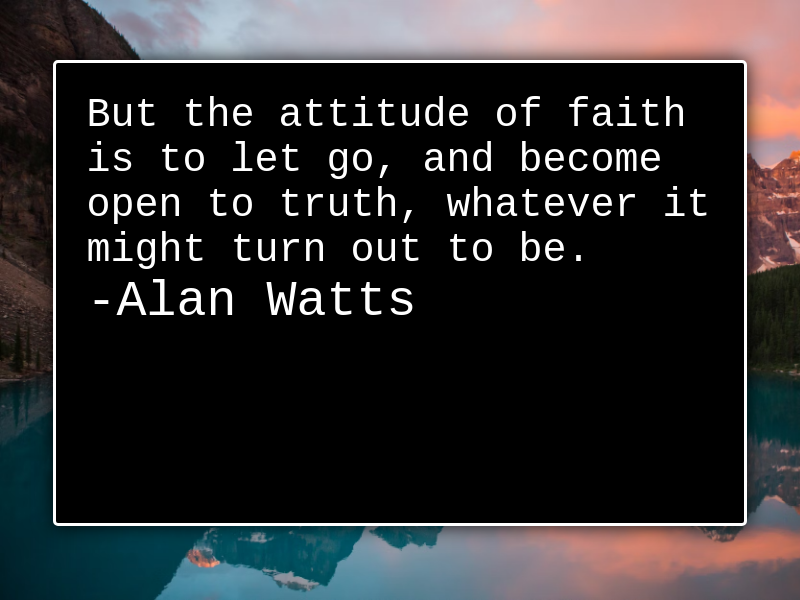 But the attitude of faith
is to let go, and become
open to truth, whatever it
might turn out to be.
-Alan Watts